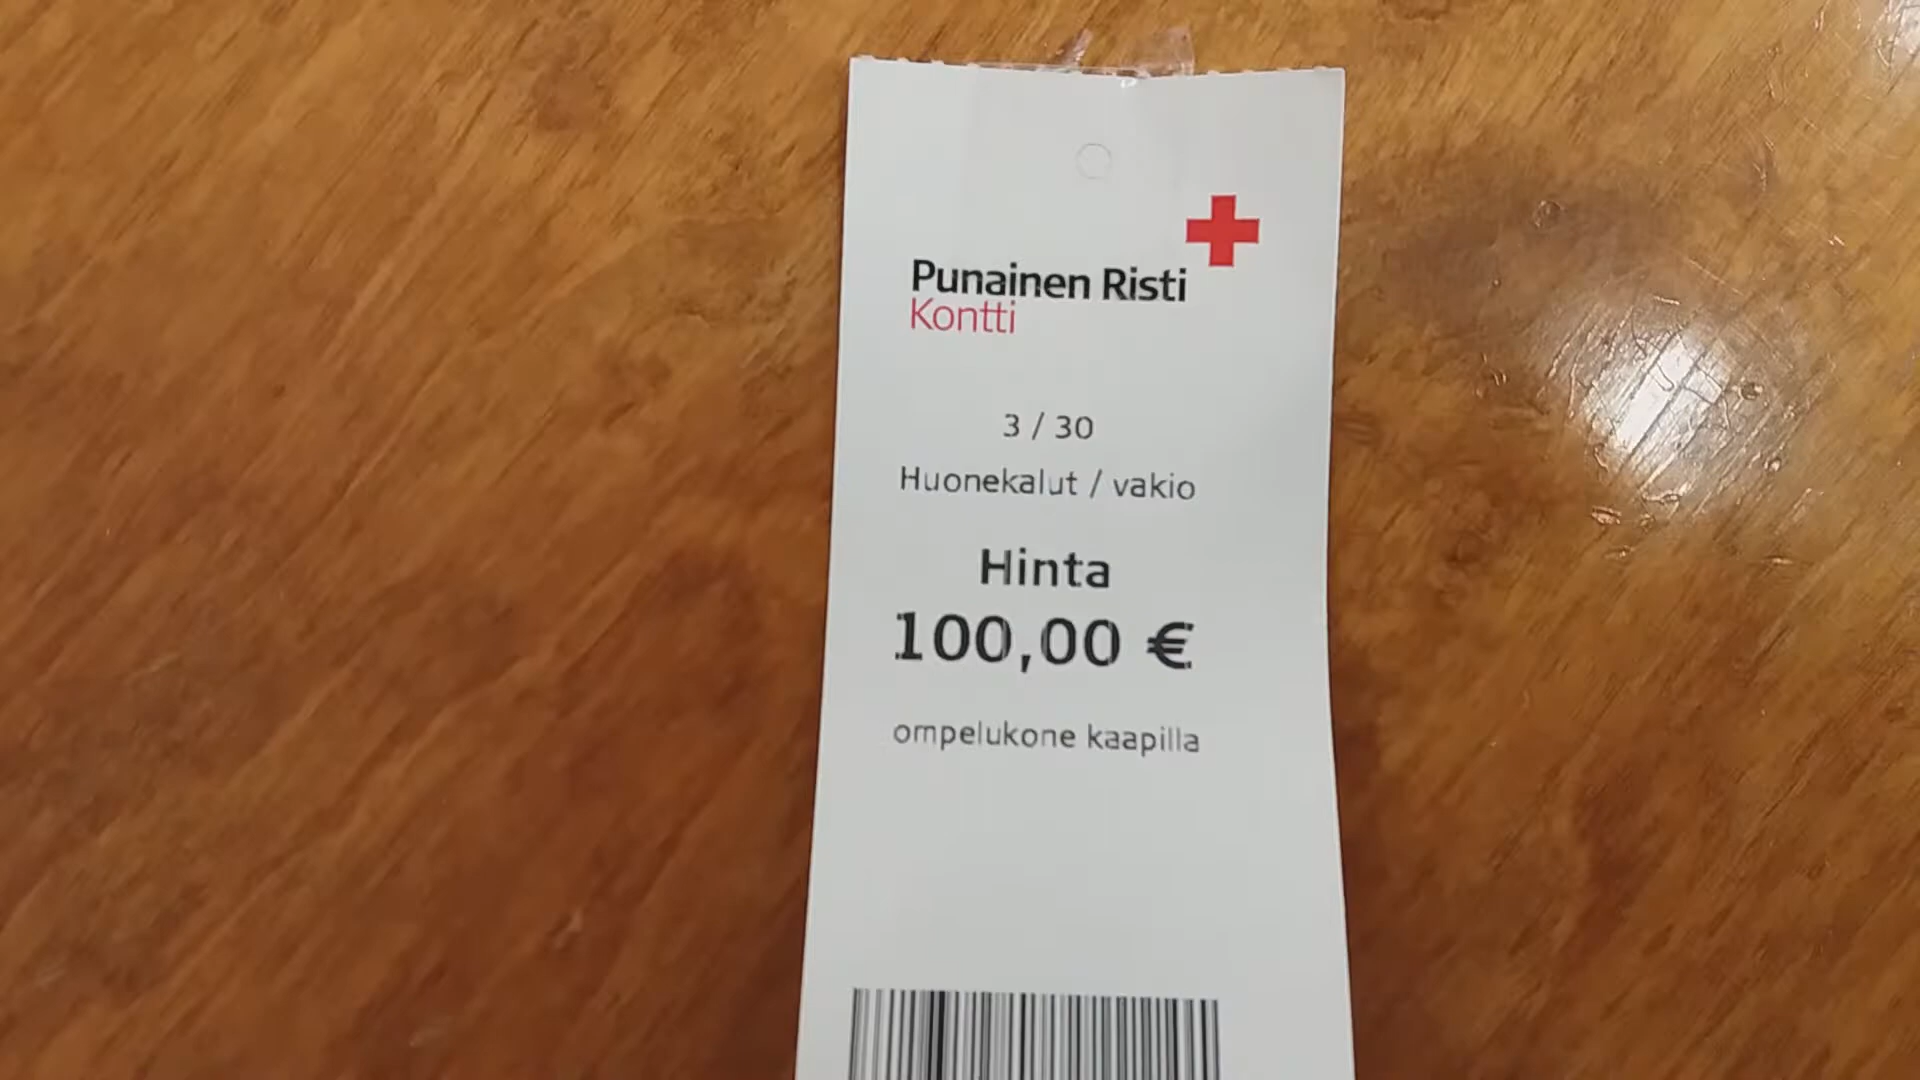 Punainen Risti
Kontti
3 / 30
Huonekalut / vakio
Hinta
100,00 €
ompelukone kaapilla